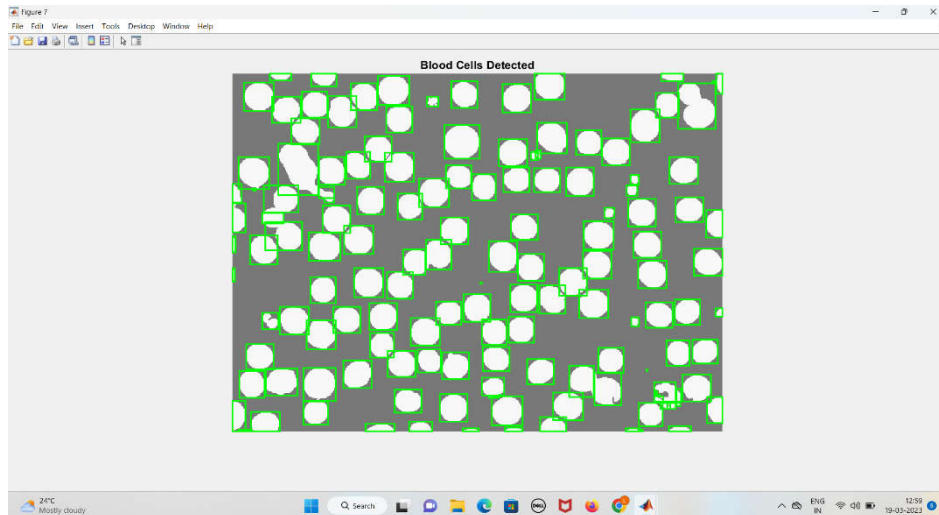 Figure 7
File Edit View Insert Tools Desktop Window Help
Blood Cells Detected
24°C
Mostly cloudy
Search
DELL
ENG
IN
12:59
19-03-2023